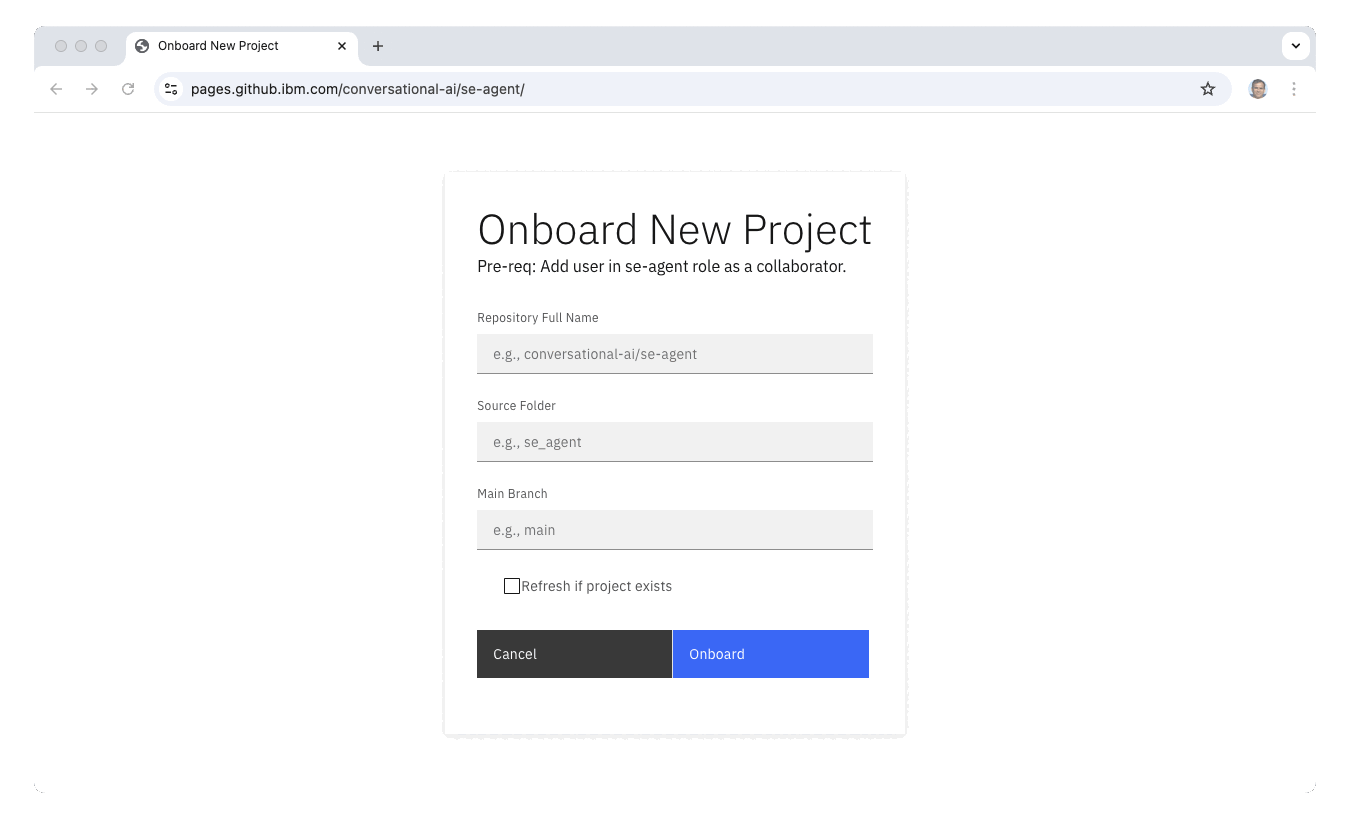 Onboard New Project
pages.github.ibm.com/conversational-ai/se-agent/
Onboard New Project
Pre-req: Add user in se-agent role as a collaborator.
Repository Full Name
e.g., conversational-ai/se-agent
Source Folder
e.g., se_agent
Main Branch
e.g., main
Refresh if project exists
Cancel
Onboard